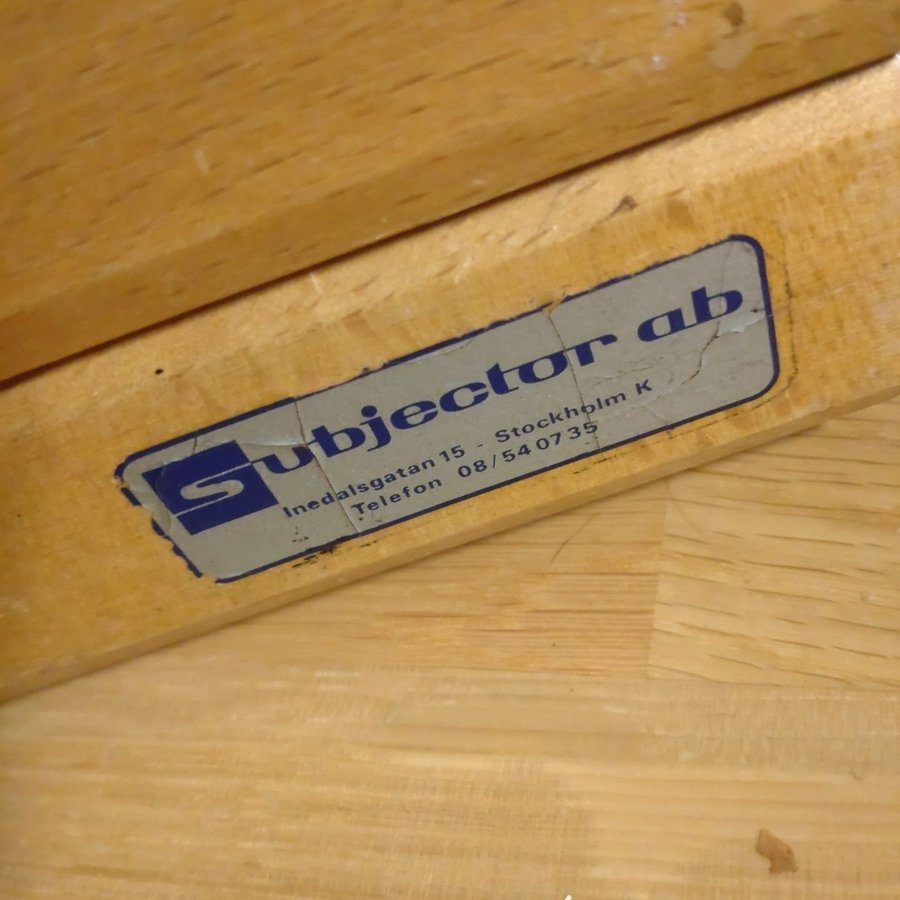 Subjector ab
Inedalsgatan 15 - Stockholm K
Telefon 08/54 07 35